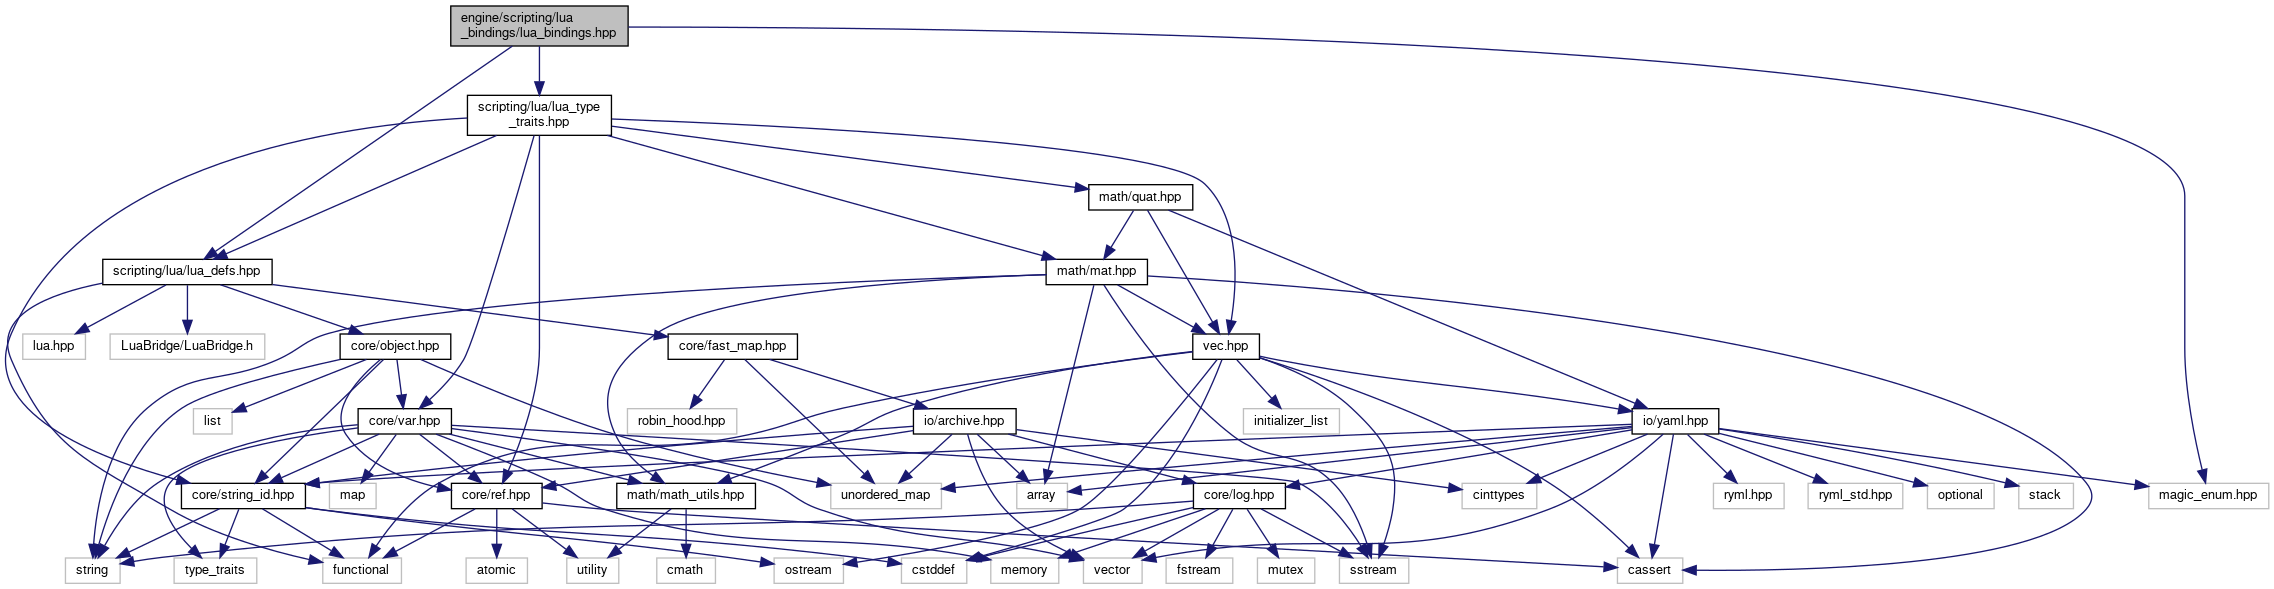 engine/scripting/lua
_bindings/lua_bindings.hpp
scripting/lua/lua_type
_traits.hpp
math/quat.hpp
scripting/lua/lua_defs.hpp
math/mat.hpp
lua.hpp
LuaBridge/LuaBridge.h
core/object.hpp
core/fast_map.hpp
vec.hpp
list
core/var.hpp
robin_hood.hpp
io/archive.hpp
initializer_list
io/yaml.hpp
core/string_id.hpp
map
core/ref.hpp
math/math_utils.hpp
unordered_map
array
core/log.hpp
cinttypes
ryml.hpp
ryml_std.hpp
optional
stack
magic_enum.hpp
string
type_traits
functional
atomic
utility
cmath
ostream
cstddef
memory
vector
fstream
mutex
sstream
cassert